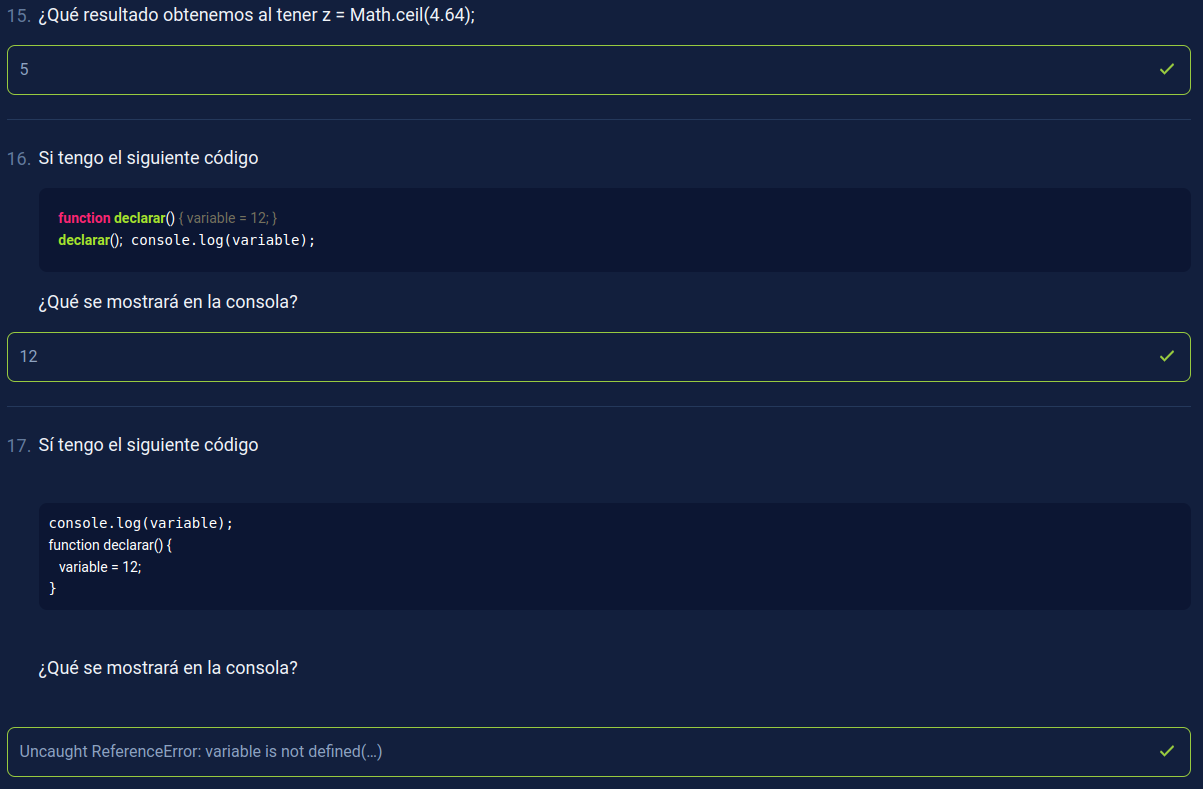 15. ¿Qué resultado obtenemos al tener z = Math.ceil(4.64);
5
16. Si tengo el siguiente código
function declarar() { variable = 12; }
declarar(); console.log(variable);
¿Qué se mostrará en la consola?
12
17. Sí tengo el siguiente código
console.log(variable);
function declarar() {
variable = 12;
}
¿Qué se mostrará en la consola?
Uncaught ReferenceError: variable is not defined(…)